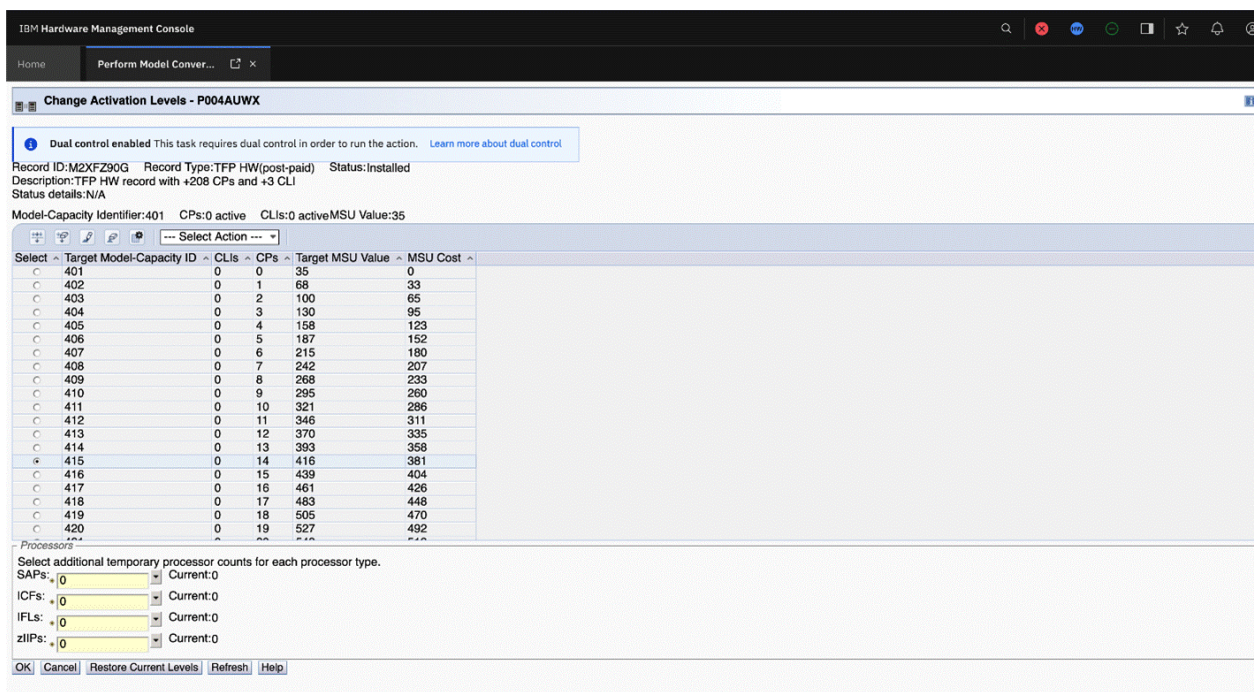 IBM Hardware Management Console
Home
Perform Model Conver...
Change Activation Levels - P004AUWX
Dual control enabled This task requires dual control in order to run the action. Learn more about dual control
Record ID:M2XFZ90G Record Type:TFP HW(post-paid) Status:Installed
Description:TFP HW record with +208 CPs and +3 CLI
Status details:N/A
Model-Capacity Identifier:401 CPs:0 active CLIs:0 activeMSU Value:35
--- Select Action ---
Select Target Model-Capacity ID CLIs CPs Target MSU Value MSU Cost
401 0 0 35 0
402 0 1 68 33
403 0 2 100 65
404 0 3 130 95
405 0 4 158 123
406 0 5 187 152
407 0 6 215 180
408 0 7 242 207
409 0 8 268 233
410 0 9 295 260
411 0 10 321 286
412 0 11 346 311
413 0 12 370 335
414 0 13 393 358
415 0 14 416 381
416 0 15 439 404
417 0 16 461 426
418 0 17 483 448
419 0 18 505 470
420 0 19 527 492
Processors
Select additional temporary processor counts for each processor type.
SAPs: 0 Current:0
ICFs: 0 Current:0
IFLs: 0 Current:0
zIIPs: 0 Current:0
OK Cancel Restore Current Levels Refresh Help